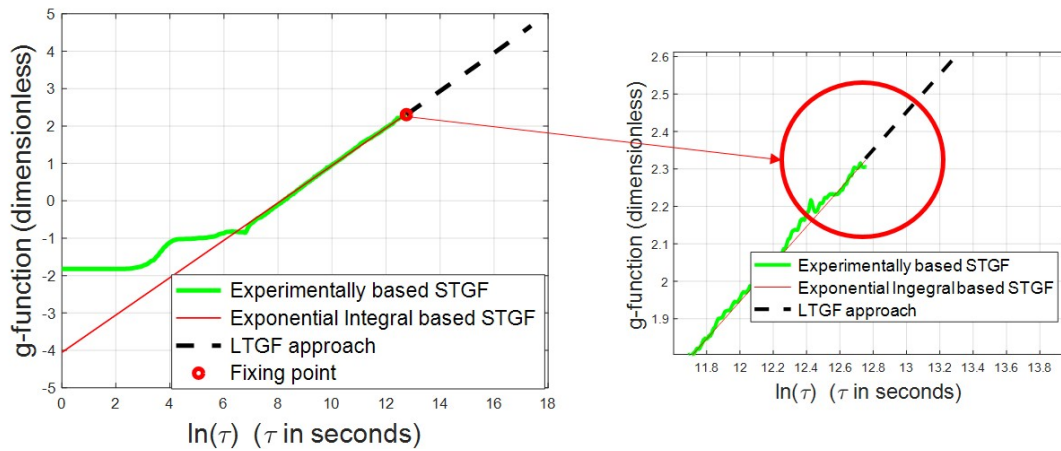 g-function (dimensionless)
5
4
3
2
1
0
-1
-2
-3
-4
-5
0 2 4 6 8 10 12 14 16 18
ln(τ) (τ in seconds)
Experimentally based STGF
Exponential Integral based STGF
LTGF approach
Fixing point
g-function (dimensionless)
2.6
2.5
2.4
2.3
2.2
2.1
2
1.9
11.8 12 12.2 12.4 12.6 12.8 13 13.2 13.4 13.6 13.8
ln(τ) (τ in seconds)
Experimentally based STGF
Exponential Ingegral based STGF
LTGF approach